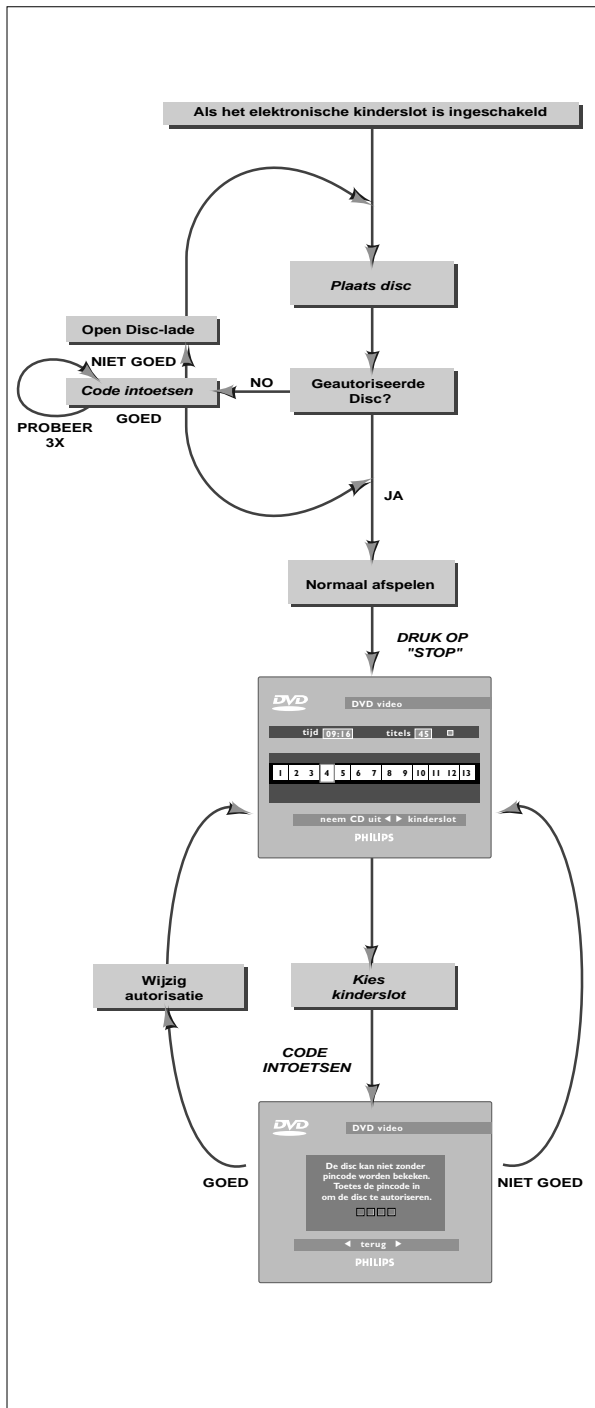 Als het elektronische kinderslot is ingeschakeld
Plaats disc
Open Disc-lade
NIET GOED
Code intoetsen
NO
Geautoriseerde
Disc?
GOED
PROBEER
3X
JA
Normaal afspelen
DRUK OP
"STOP"
DVD
DVD video
tijd 09:16 titels 45
1 2 3 4 5 6 7 8 9 10 11 12 13
neem CD uit ◀ ▶ kinderslot
PHILIPS
Wijzig
autorisatie
Kies
kinderslot
CODE
INTOETSEN
DVD
DVD video
De disc kan niet zonder
pincode worden bekeken.
Toetes de pincode in
om de disc te autoriseren.
GOED
NIET GOED
◀ terug ▶
PHILIPS